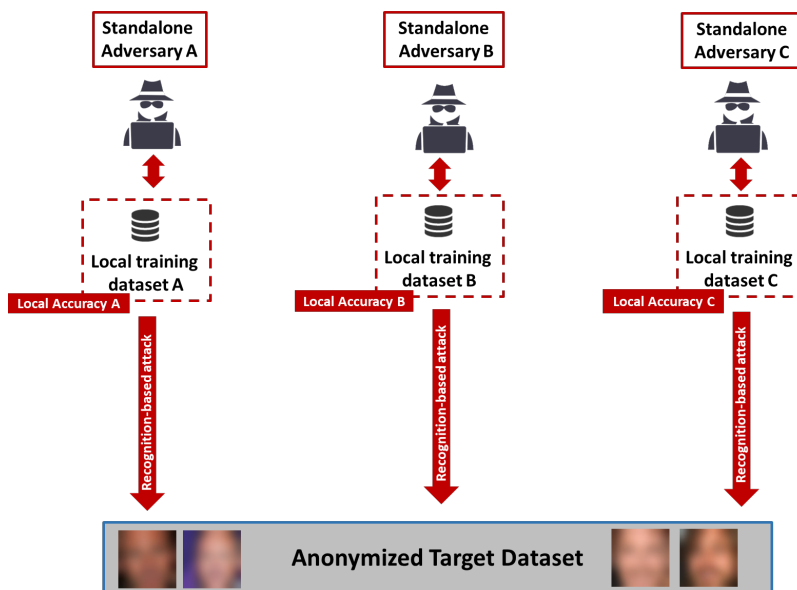 Standalone
Adversary A
Standalone
Adversary B
Standalone
Adversary C
Local training
dataset A
Local training
dataset B
Local training
dataset C
Local Accuracy A
Local Accuracy B
Local Accuracy C
Recognition-based attack
Recognition-based attack
Recognition-based attack
Anonymized Target Dataset